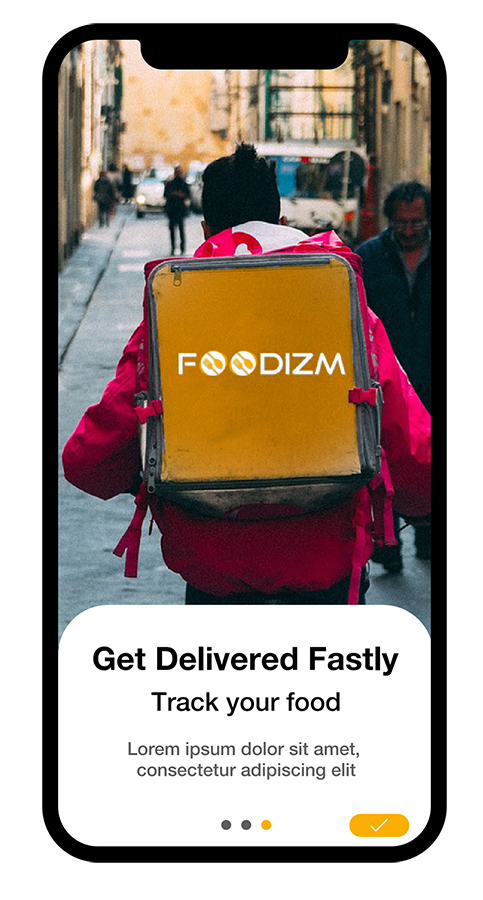 FOODIZM
Get Delivered Fastly
Track your food
Lorem ipsum dolor sit amet,
consectetur adipiscing elit